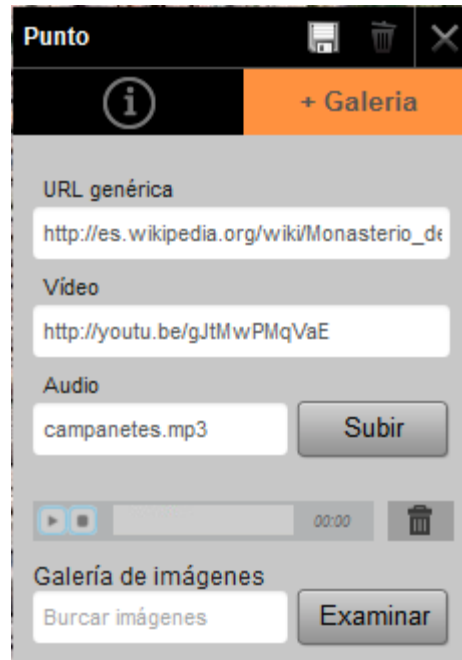 Punto
+ Galeria
URL genérica
http://es.wikipedia.org/wiki/Monasterio_de
Vídeo
http://youtu.be/gJtMwPMqVaE
Audio
campanetes.mp3
Subir
00:00
Galería de imágenes
Burcar imágenes
Examinar